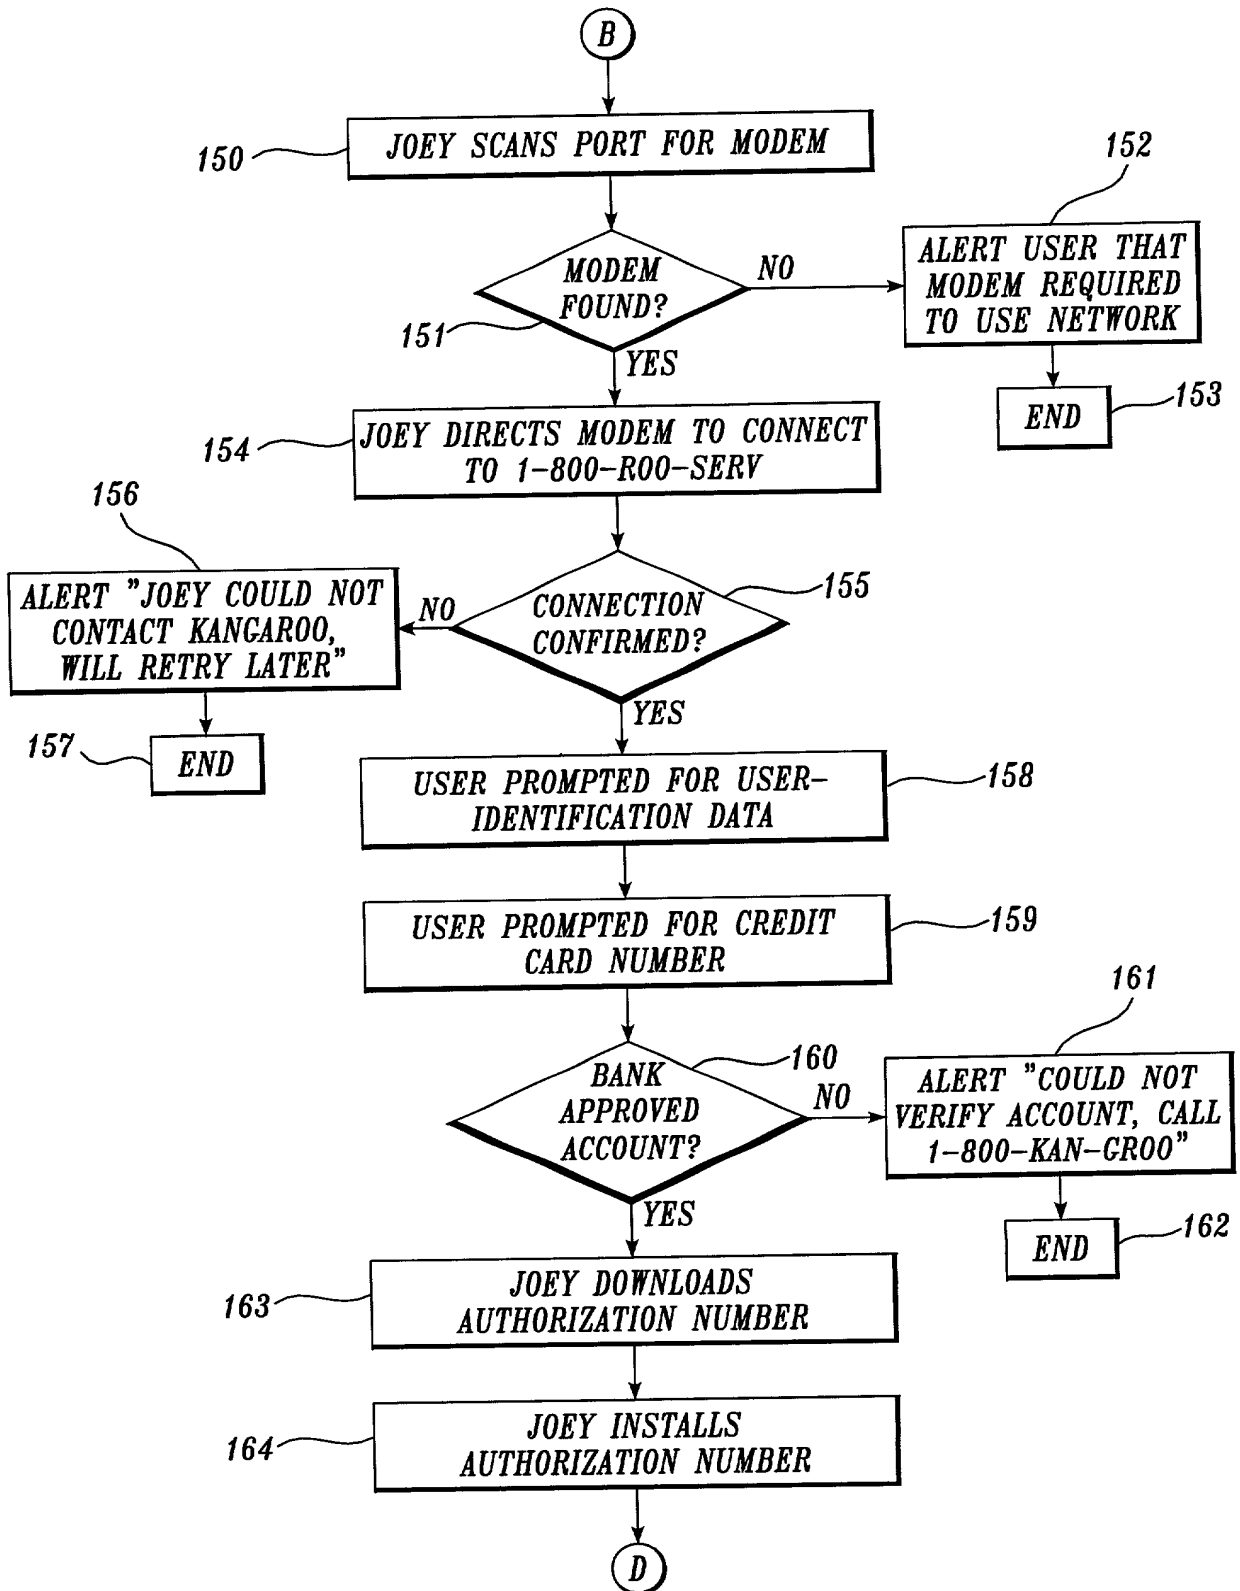 B
150
JOEY SCANS PORT FOR MODEM
152
MODEM
FOUND?
NO
151
YES
ALERT USER THAT
MODEM REQUIRED
TO USE NETWORK
END
153
154
JOEY DIRECTS MODEM TO CONNECT
TO 1-800-ROO-SERV
156
155
CONNECTION
CONFIRMED?
NO
ALERT "JOEY COULD NOT
CONTACT KANGAROO,
WILL RETRY LATER"
YES
157
END
USER PROMPTED FOR USER-
IDENTIFICATION DATA
158
USER PROMPTED FOR CREDIT
CARD NUMBER
159
161
160
BANK
APPROVED
ACCOUNT?
NO
ALERT "COULD NOT
VERIFY ACCOUNT, CALL
1-800-KAN-GROO"
YES
END
162
163
JOEY DOWNLOADS
AUTHORIZATION NUMBER
164
JOEY INSTALLS
AUTHORIZATION NUMBER
D